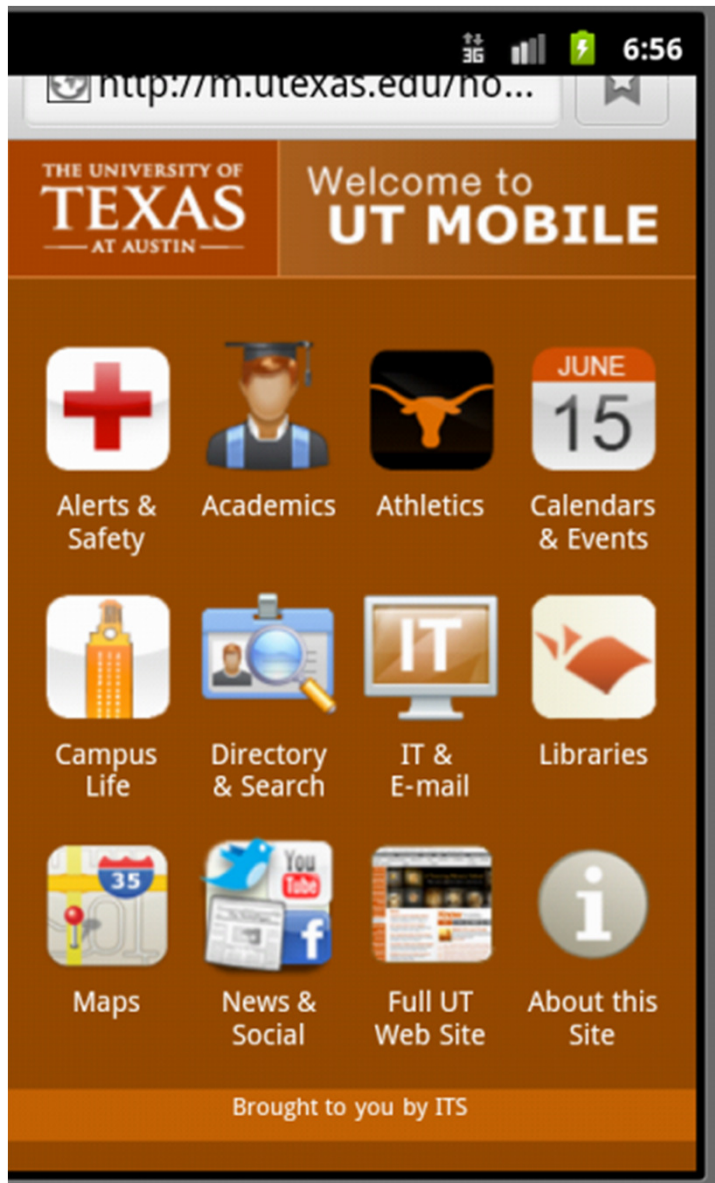 3G 6:56
http://m.utexas.edu/ho...
THE UNIVERSITY OF
TEXAS
AT AUSTIN
Welcome to
UT MOBILE
JUNE
15
Alerts &
Safety
Academics
Athletics
Calendars
& Events
IT
Campus
Life
Directory
& Search
IT &
E-mail
Libraries
35
You
Tube
f
i
Maps
News &
Social
Full UT
Web Site
About this
Site
Brought to you by ITS